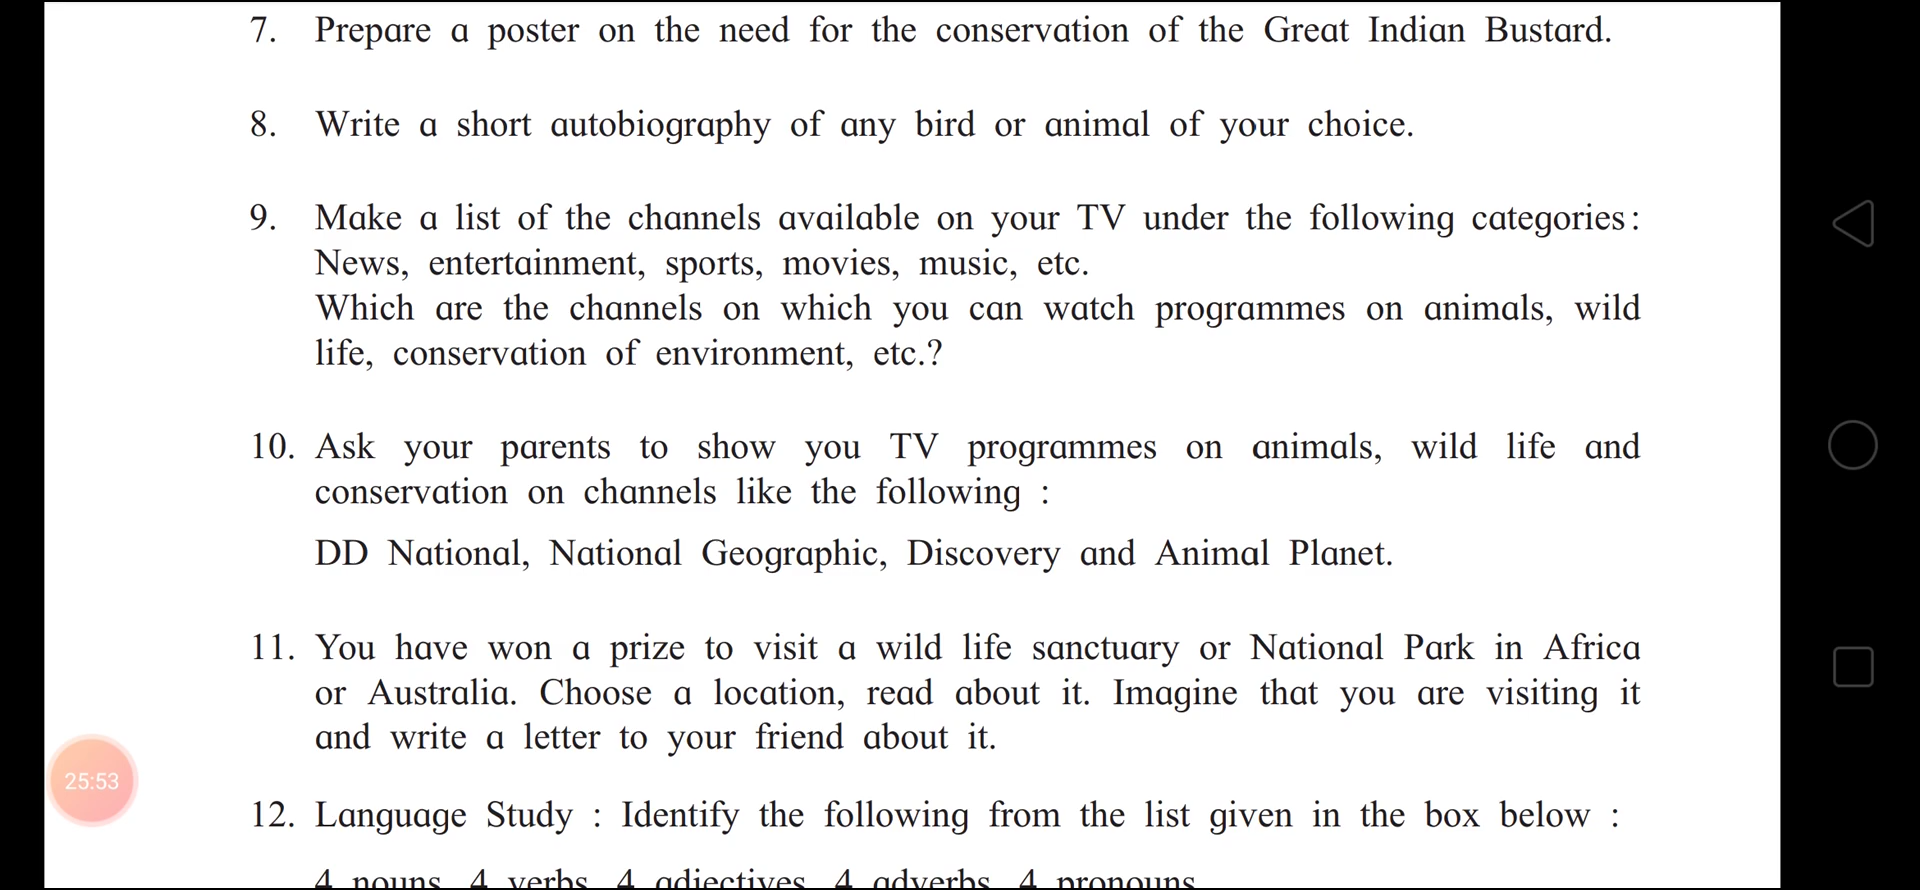 7. Prepare a poster on the need for the conservation of the Great Indian Bustard.
8. Write a short autobiography of any bird or animal of your choice.
9. Make a list of the channels available on your TV under the following categories:
News, entertainment, sports, movies, music, etc.
Which are the channels on which you can watch programmes on animals, wild
life, conservation of environment, etc.?
10. Ask your parents to show you TV programmes on animals, wild life and
conservation on channels like the following :
DD National, National Geographic, Discovery and Animal Planet.
11. You have won a prize to visit a wild life sanctuary or National Park in Africa
or Australia. Choose a location, read about it. Imagine that you are visiting it
and write a letter to your friend about it.
25:53
12. Language Study : Identify the following from the list given in the box below :
4 nouns, 4 verbs, 4 adjectives, 4 adverbs, 4 pronouns